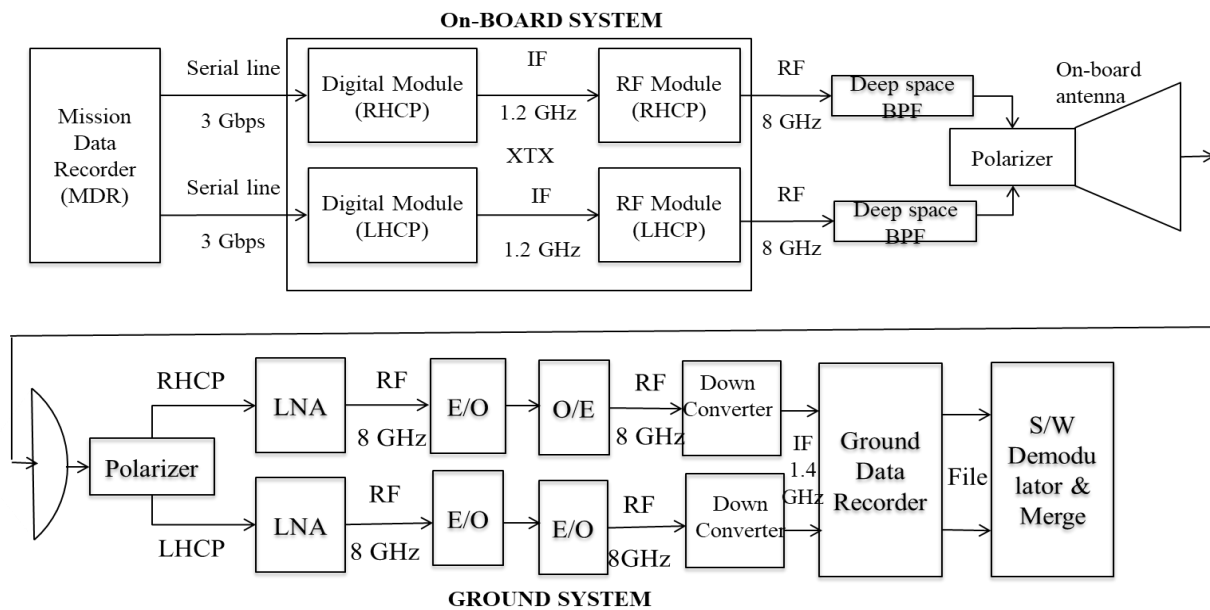 On-BOARD SYSTEM
Mission
Data
Recorder
(MDR)
Serial line
3 Gbps
Digital Module
(RHCP)
IF
1.2 GHz
RF Module
(RHCP)
RF
8 GHz
Deep space
BPF
On-board
antenna
Polarizer
XTX
Serial line
3 Gbps
Digital Module
(LHCP)
IF
1.2 GHz
RF Module
(LHCP)
RF
8 GHz
Deep space
BPF
Polarizer
RHCP
LNA
RF
8 GHz
E/O
O/E
RF
8 GHz
Down
Converter
IF
1.4
GHz
Ground
Data
Recorder
File
S/W
Demodu
lator &
Merge
LHCP
LNA
RF
8 GHz
E/O
E/O
RF
8GHz
Down
Converter
GROUND SYSTEM